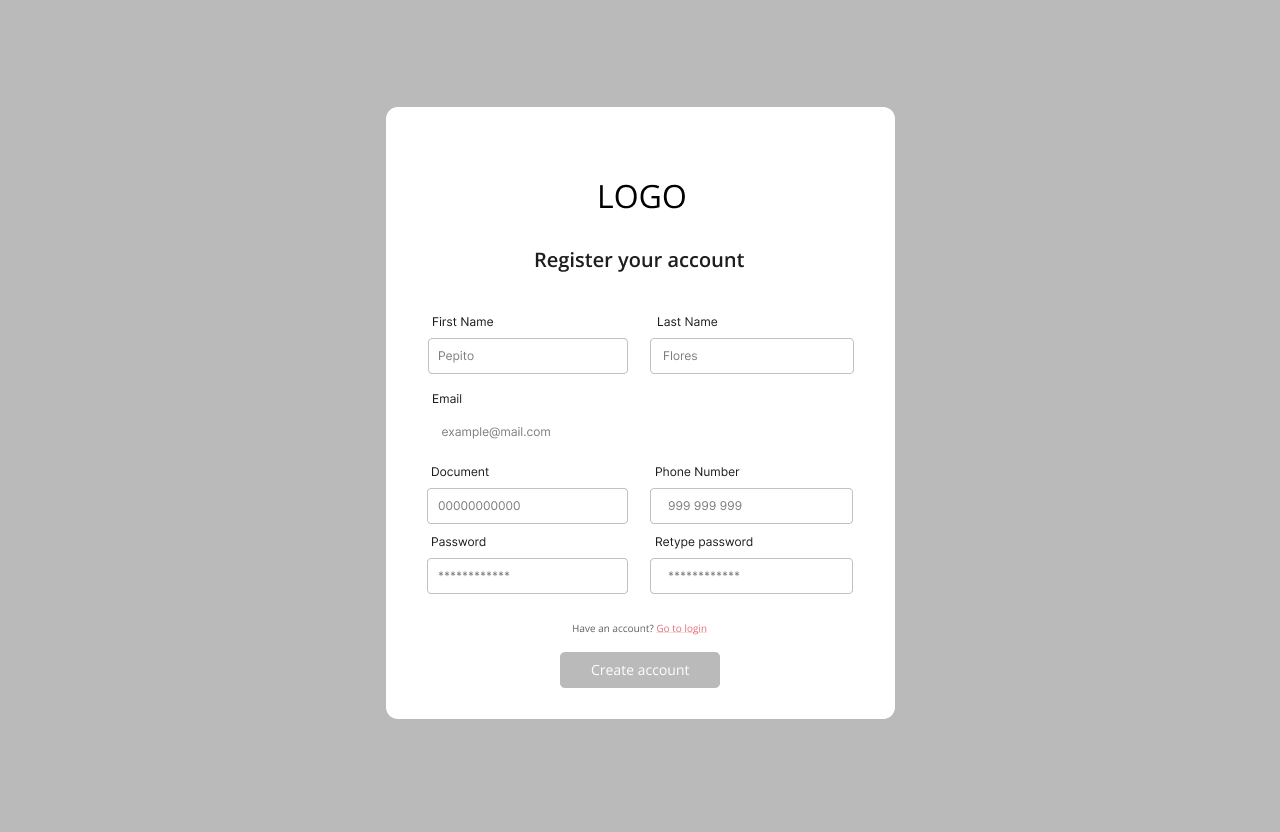 LOGO
Register your account
First Name
Last Name
Pepito
Flores
Email
example@mail.com
Document
Phone Number
00000000000
999 999 999
Password
Retype password
************
************
Have an account? Go to login
Create account